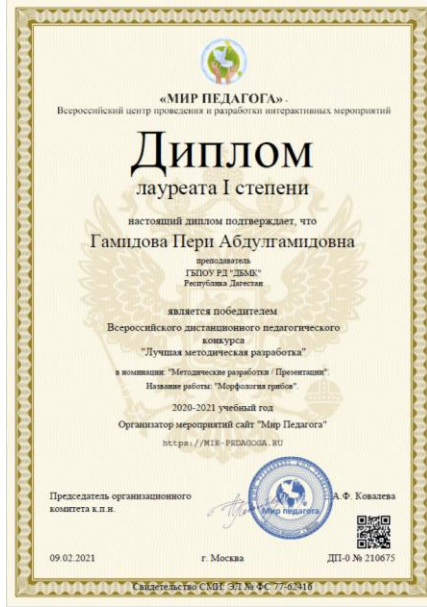 «МИР ПЕДАГОГА» -
Всероссийский центр проведения и разработки интерактивных мероприятий
Диплом
лауреата I степени
настоящий диплом подтверждает, что
Гамидова Пери Абдулгамидовна
преподаватель
ГБПОУ РД "ДБМК"
Республика Дагестан
является победителем
Всероссийского дистанционного педагогического
конкурса
"Лучшая методическая разработка"
в номинации: "Методические разработки / Презентации".
Название работы: "Морфология грибов".
2020-2021 учебный год
Организатор мероприятий сайт "Мир Педагога"
https://MIR-PEDAGOGA.RU
Председатель организационного
комитета к.п.н.
Мир педагога
А.Ф. Ковалева
09.02.2021
г. Москва
ДП-0 № 210675
Свидетельство СМИ: ЭЛ № ФС 77-62416